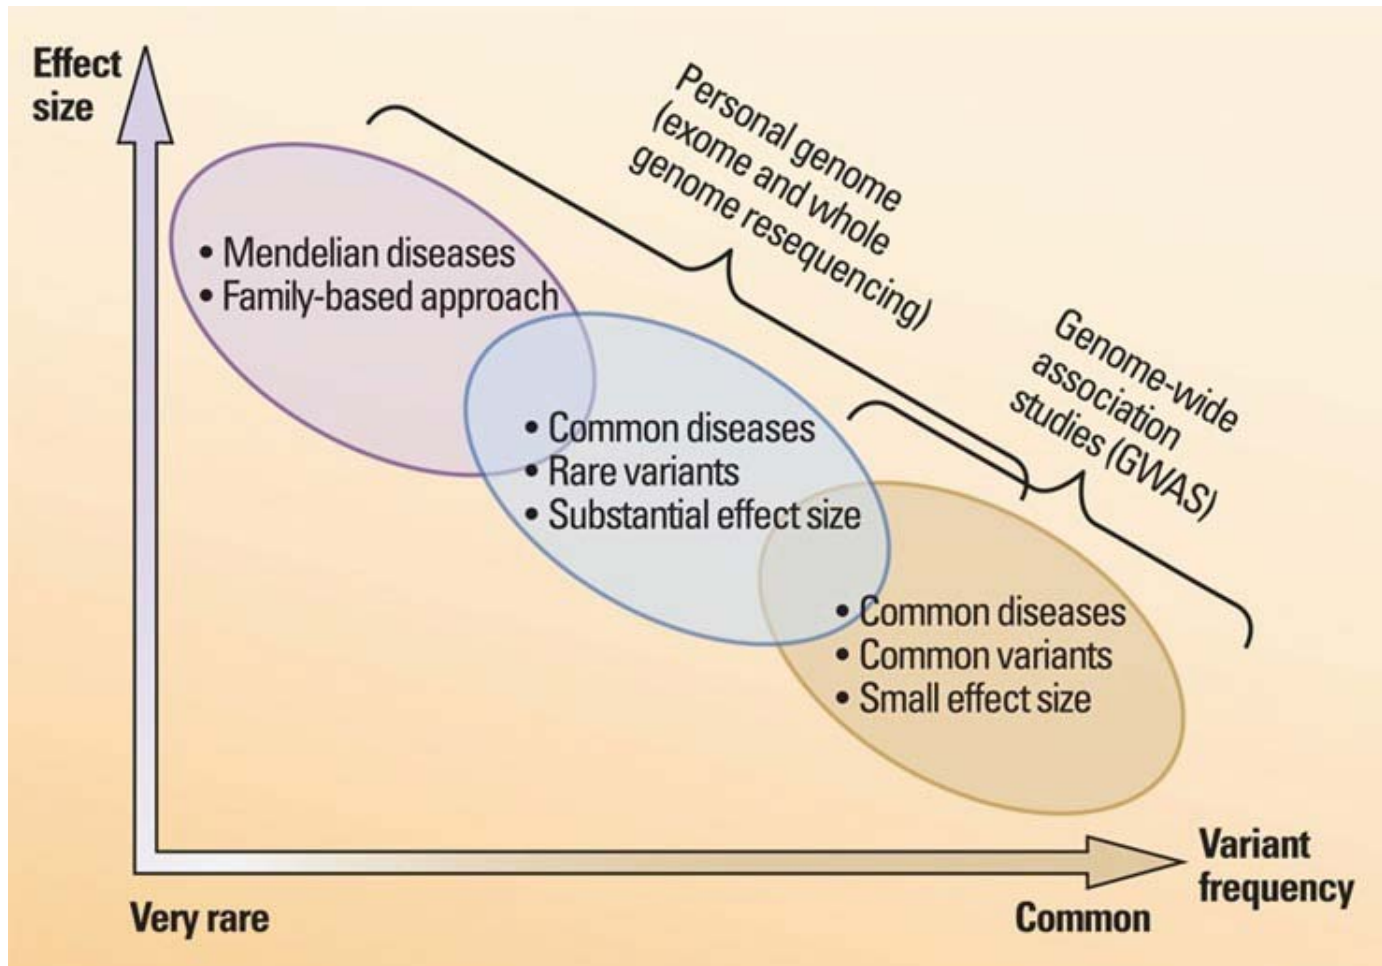 Effect
size
Personal genome
(exome and whole
genome resequencing)
• Mendelian diseases
• Family-based approach
Genome-wide
association
studies (GWAS)
• Common diseases
• Rare variants
• Substantial effect size
• Common diseases
• Common variants
• Small effect size
Variant
frequency
Very rare
Common